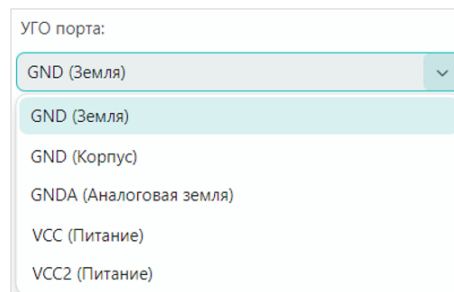 УГО порта:
GND (Земля)
GND (Земля)
GND (Корпус)
GNDA (Аналоговая земля)
VCC (Питание)
VCC2 (Питание)